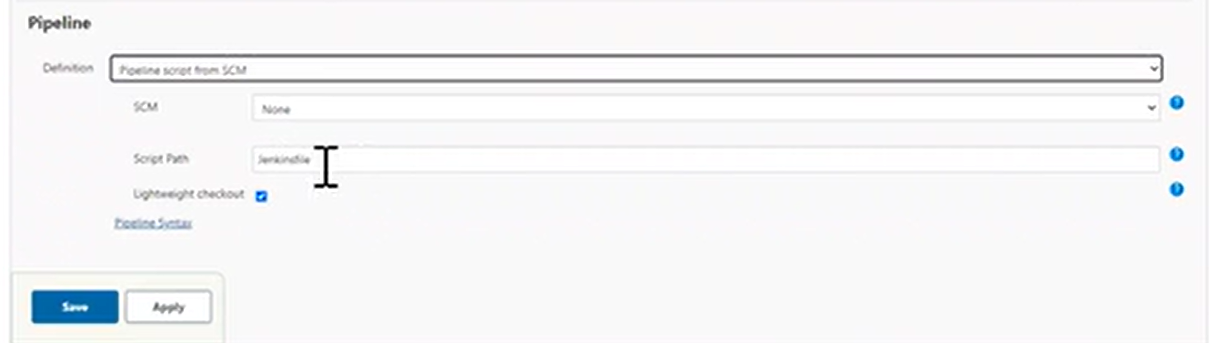 Pipeline
Definition Pipeline script from SCM
SCM None
Script Path Jenkinsfile
Lightweight checkout
Pipeline Syntax
Save Apply